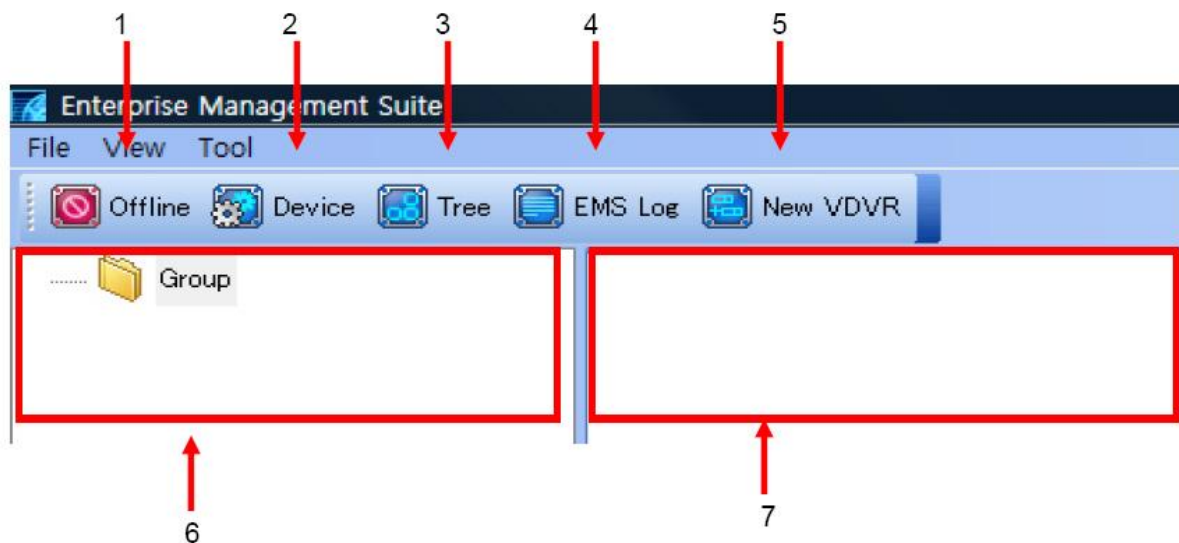 1 2 3 4 5
Enterprise Management Suite
File View Tool
Offline Device Tree EMS Log New VDVR
Group
6 7